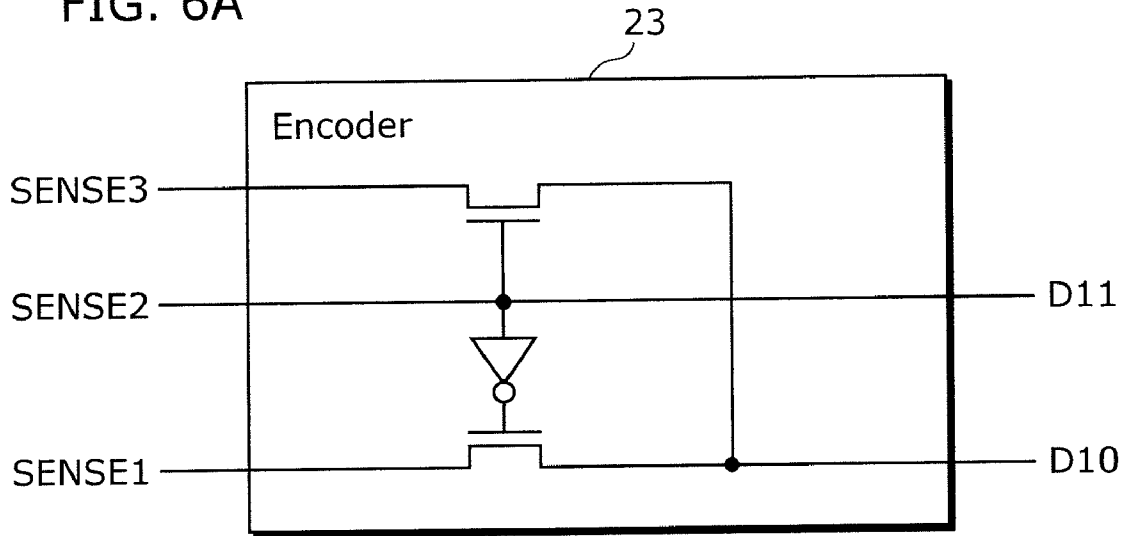 FIG. 6A
23
Encoder
SENSE3
SENSE2
D11
SENSE1
D10